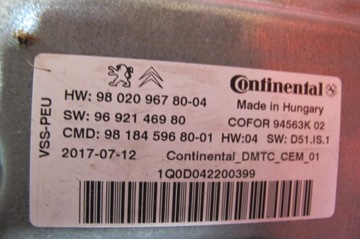 Continental
Made in Hungary
HW: 98 020 967 80-04
COFOR 94563K 02
SW: 96 921 469 80
CMD: 98 184 596 80-01 HW:04 SW: D51.IS.1
VSS-PEU
2017-07-12 Continental_DMTC_CEM_01
1Q0D042200399